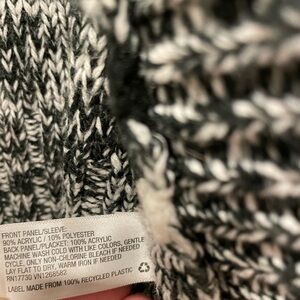 FRONT PANEL/SLEEVE:
90% ACRYLIC / 10% POLYESTER
BACK PANEL/PLACKET: 100% ACRYLIC
MACHINE WASH COLD WITH LIKE COLORS, GENTLE
CYCLE, ONLY NON-CHLORINE BLEACH IF NEEDED
LAY FLAT TO DRY, WARM IRON IF NEEDED
RN17730 VN1268582
LABEL MADE FROM 100% RECYCLED PLASTIC